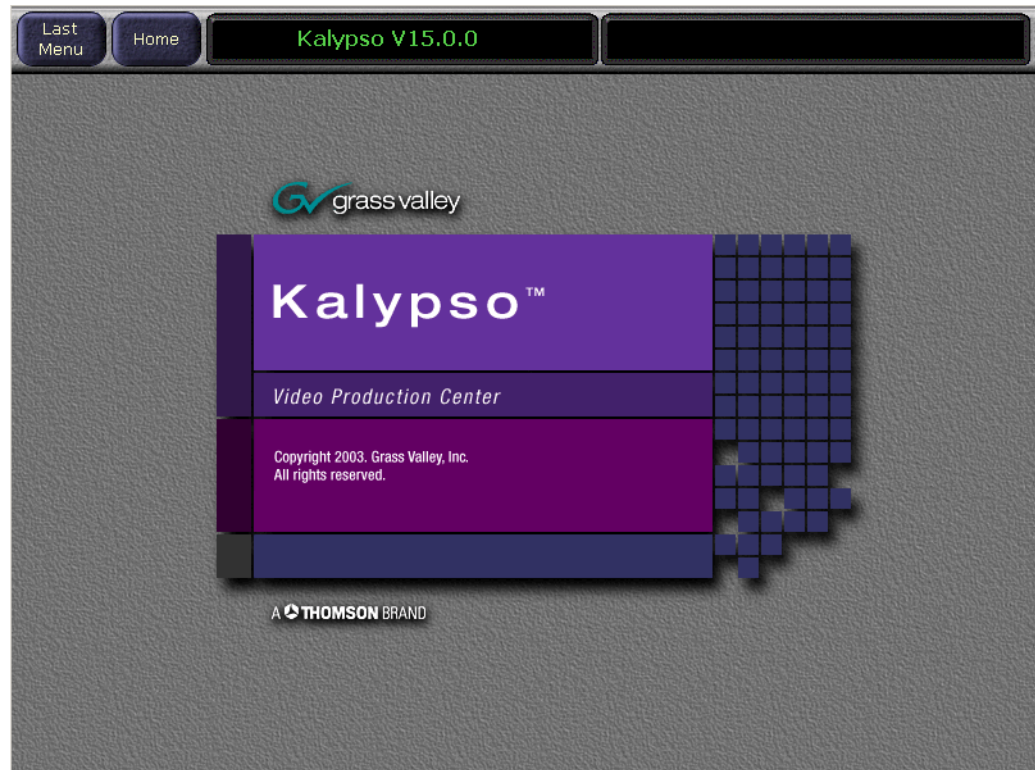 Last
Menu
Home
Kalypso V15.0.0
GV grass valley
Kalypso™
Video Production Center
Copyright 2003. Grass Valley, Inc.
All rights reserved.
A THOMSON BRAND